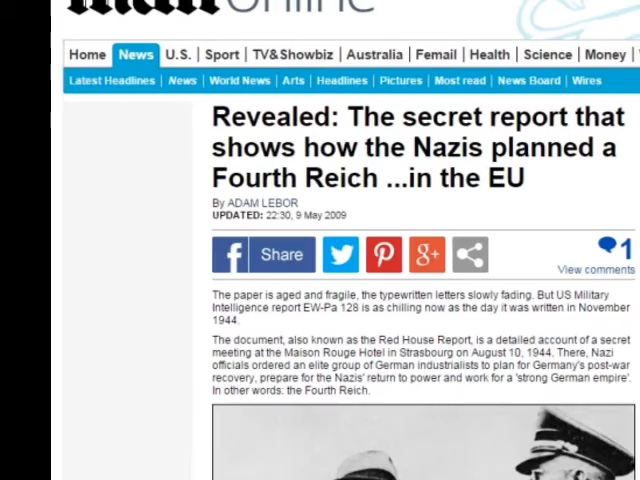 Mail Online
Home News U.S. Sport TV&Showbiz Australia Femail Health Science Money
Latest Headlines News World News Arts Headlines Pictures Most read News Board Wires
Revealed: The secret report that
shows how the Nazis planned a
Fourth Reich ...in the EU
By ADAM LEBOR
UPDATED: 22:30, 9 May 2009
f Share g+ 1
View comments
The paper is aged and fragile, the typewritten letters slowly fading. But US Military
Intelligence report EW-Pa 128 is as chilling now as the day it was written in November
1944.
The document, also known as the Red House Report, is a detailed account of a secret
meeting at the Maison Rouge Hotel in Strasbourg on August 10, 1944. There, Nazi
officials ordered an elite group of German industrialists to plan for Germany's post-war
recovery, prepare for the Nazis' return to power and work for a 'strong German empire'.
In other words: the Fourth Reich.